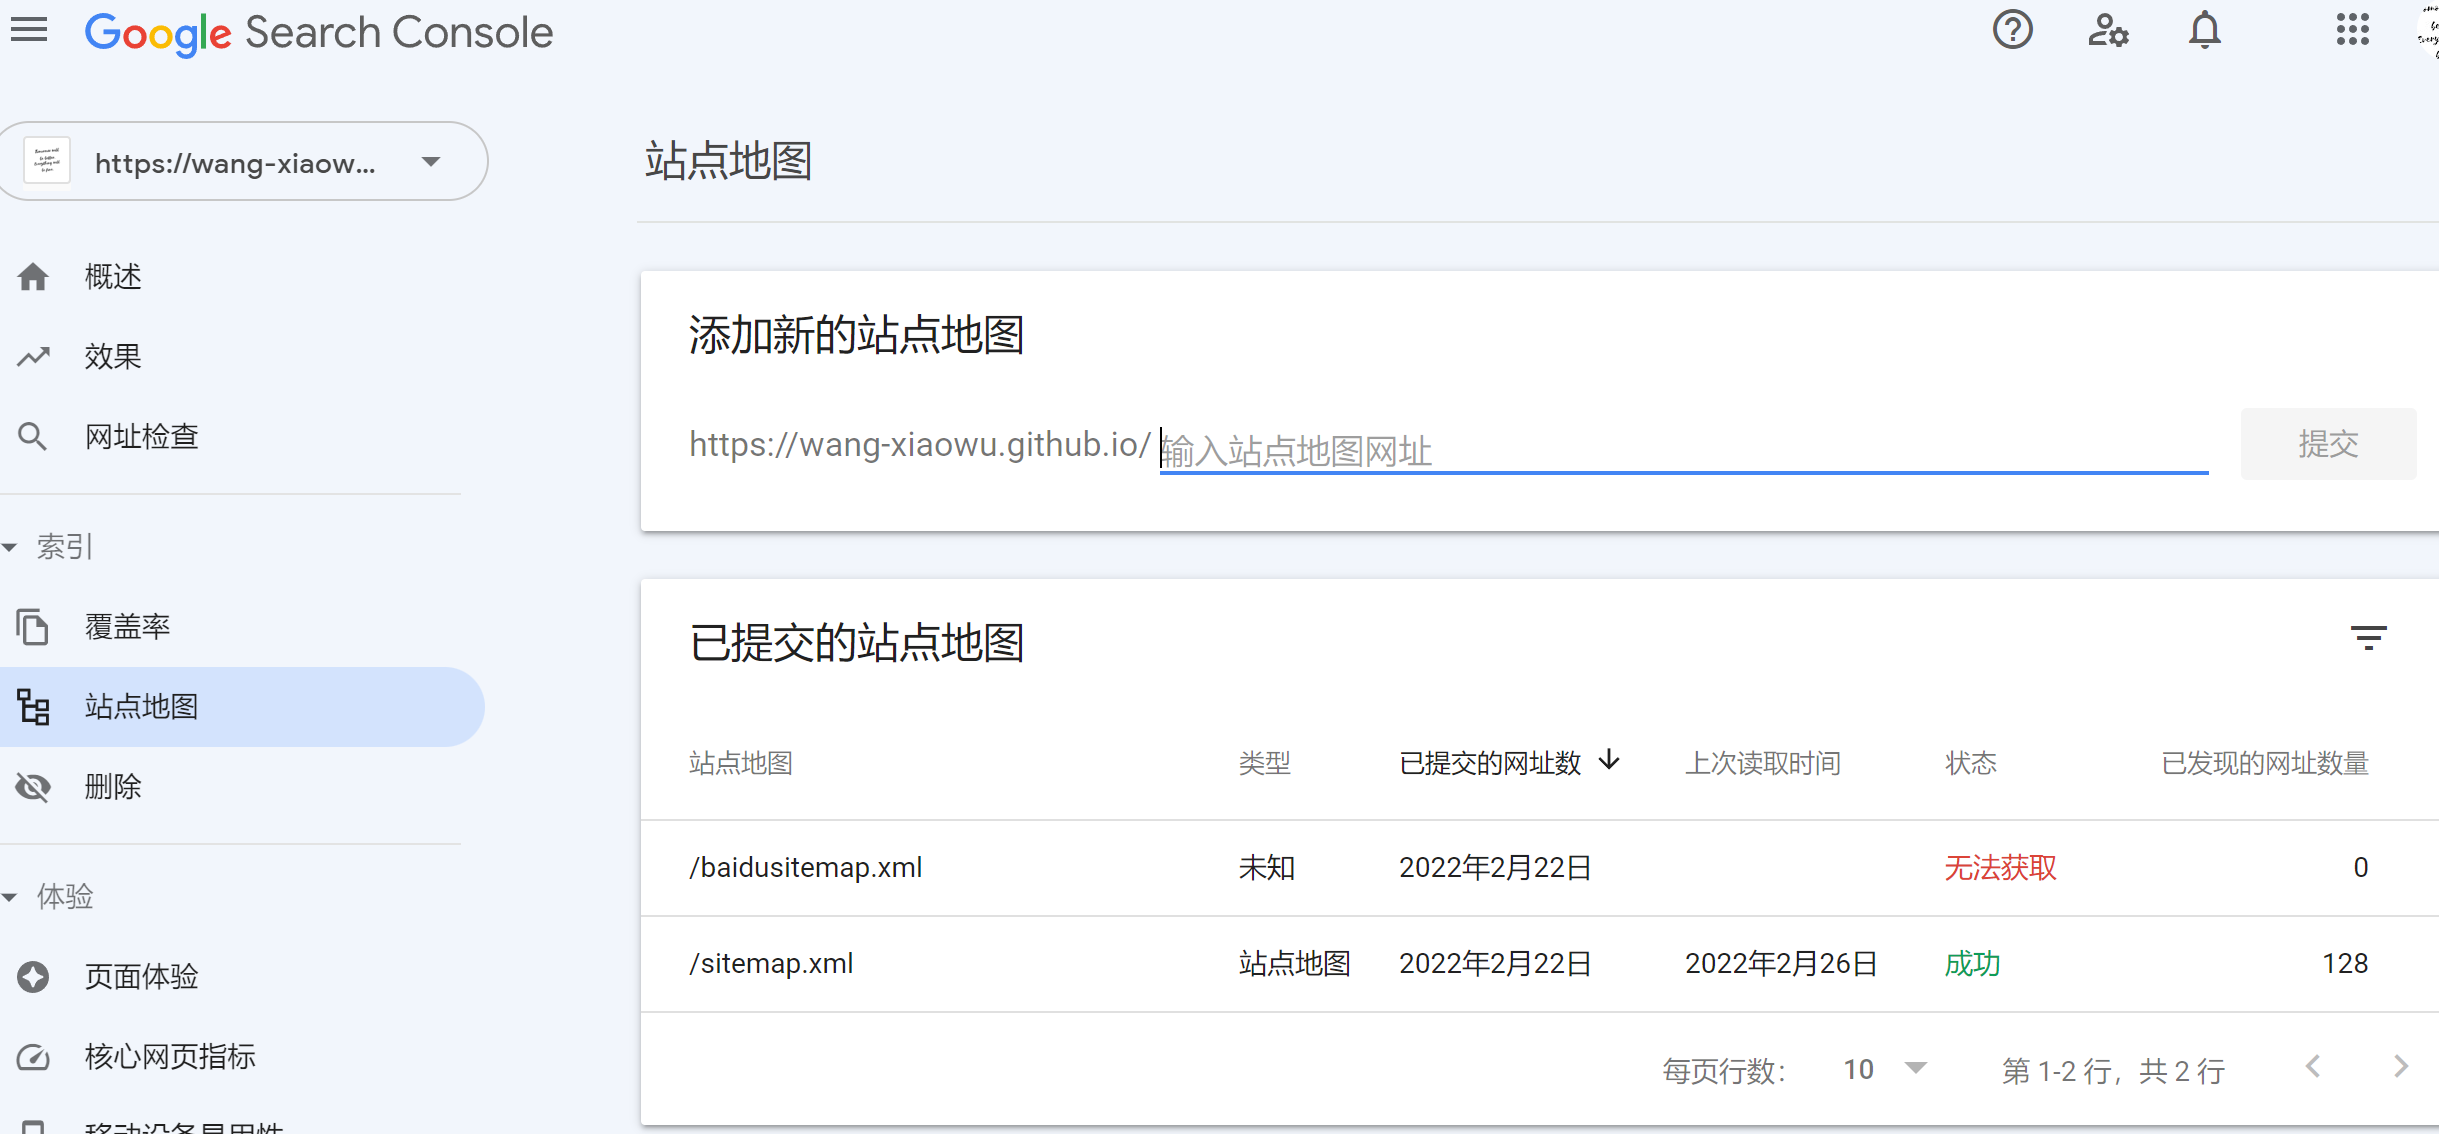 Google Search Console
https://wang-xiaow...
概述
效果
网址检查
索引
覆盖率
站点地图
删除
体验
页面体验
核心网页指标
移动设备易用性
站点地图
添加新的站点地图
https://wang-xiaowu.github.io/ 输入站点地图网址
提交
已提交的站点地图
站点地图 类型 已提交的网址数 上次读取时间 状态 已发现的网址数量
/baidusitemap.xml 未知 2022年2月22日 无法获取 0
/sitemap.xml 站点地图 2022年2月22日 2022年2月26日 成功 128
每页行数： 10 第 1-2 行，共 2 行